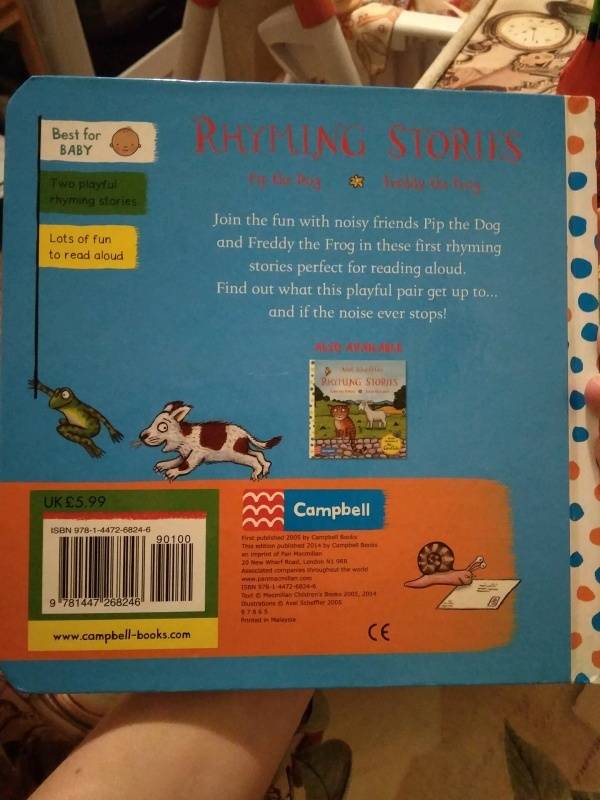 Best for
BABY
Two playful
rhyming stories
Lots of fun
to read aloud
RHYMING STORIES
Pip the Dog Freddy the Frog
Join the fun with noisy friends Pip the Dog
and Freddy the Frog in these first rhyming
stories perfect for reading aloud.
Find out what this playful pair get up to...
and if the noise ever stops!
ALSO AVAILABLE
Axel Scheffler
RHYMING STORIES
UK £5.99
ISBN 978-1-4472-6824-6
90100
9 781447 268246
www.campbell-books.com
Campbell
First published 2005 by Campbell Books
This edition published 2014 by Campbell Books
an imprint of Pan Macmillan
20 New Wharf Road, London N1 9RR
Associated companies throughout the world
www.panmacmillan.com
ISBN 978-1-4472-6824-6
Text © Macmillan Children's Books 2005, 2014
Illustrations © Axel Scheffler 2005
9 7 8 6 5
Printed in Malaysia
CE